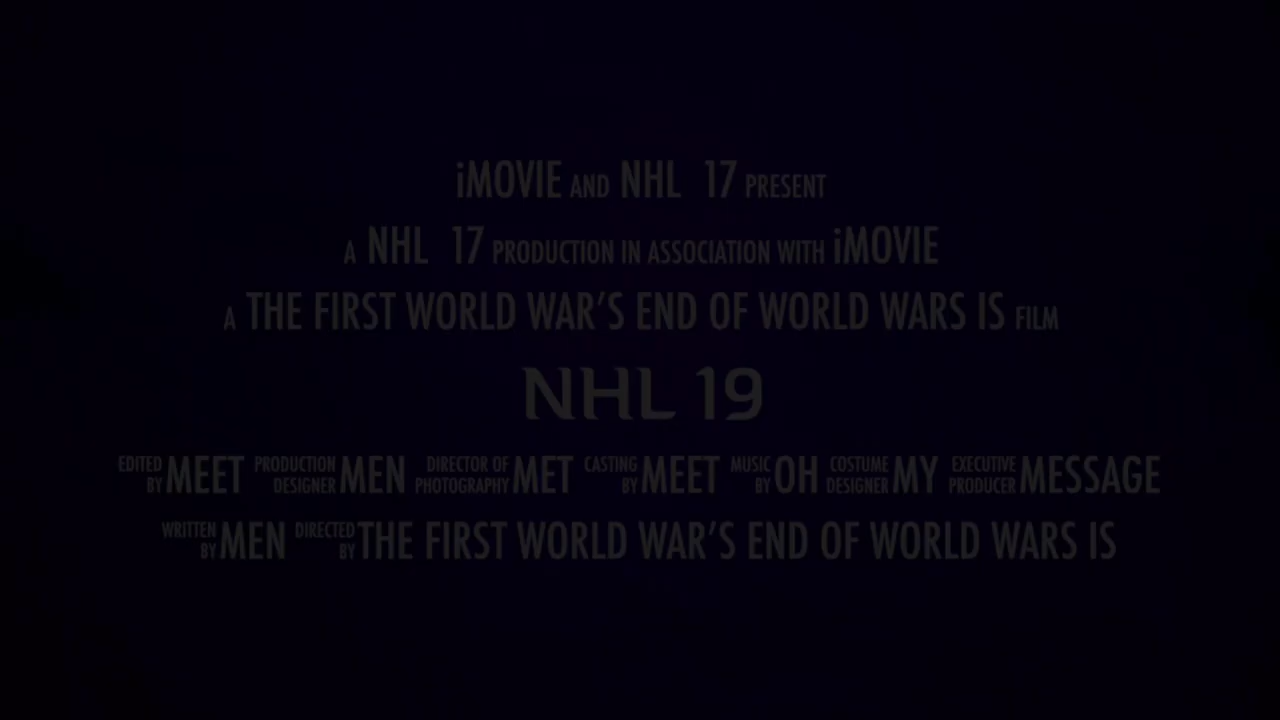 iMOVIE AND NHL 17 PRESENT
A NHL 17 PRODUCTION IN ASSOCIATION WITH iMOVIE
A THE FIRST WORLD WAR’S END OF WORLD WARS IS FILM
NHL 19
EDITED BY MEET PRODUCTION DESIGNER MEN DIRECTOR OF PHOTOGRAPHY MET CASTING BY MEET MUSIC BY OH COSTUME DESIGNER MY EXECUTIVE PRODUCER MESSAGE
WRITTEN BY MEN DIRECTED BY THE FIRST WORLD WAR’S END OF WORLD WARS IS